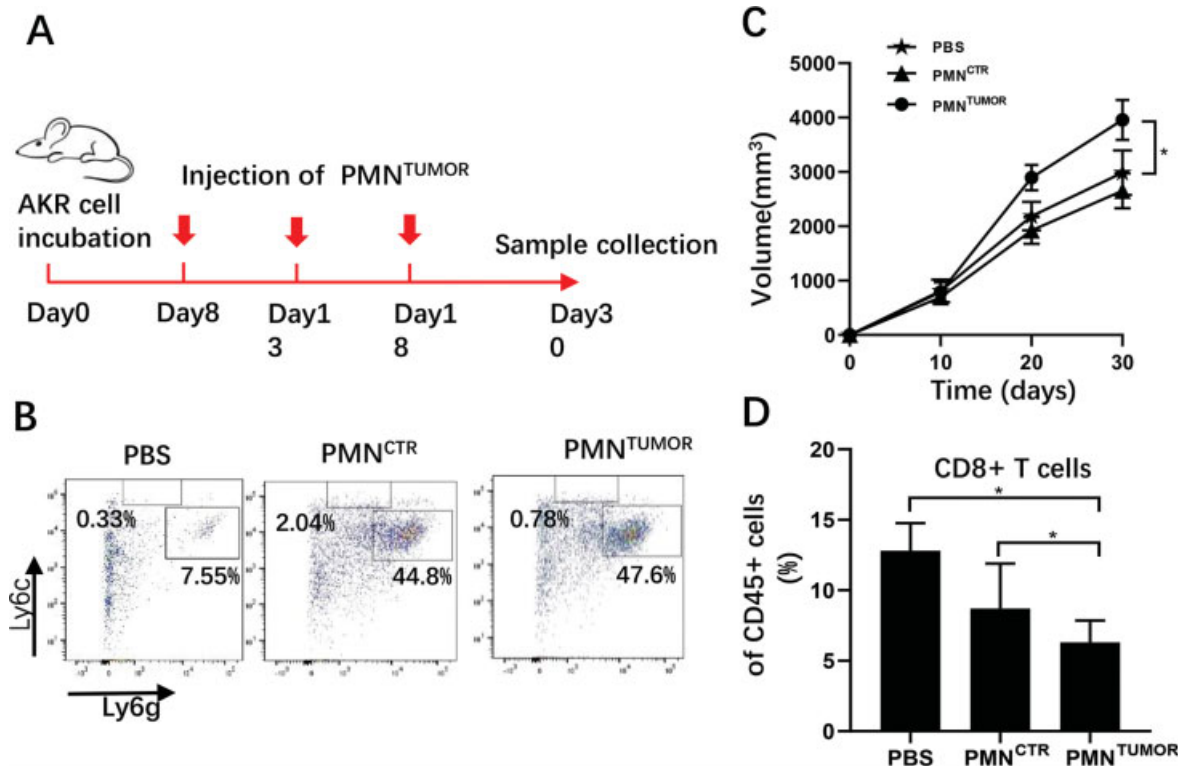 A
Injection of PMNTUMOR
AKR cell
incubation
Sample collection
Day0
Day8
Day1
3
Day1
8
Day3
0
B
PBS
PMNCTR
PMNTUMOR
0.33%
7.55%
2.04%
44.8%
0.78%
47.6%
Ly6c
Ly6g
C
PBS
PMNCTR
PMNTUMOR
5000
4000
3000
2000
1000
0
Volume(mm3)
*
0 10 20 30
Time (days)
D
CD8+ T cells
*
*
20
15
10
5
0
of CD45+ cells
(%)
PBS PMNCTR PMNTUMOR